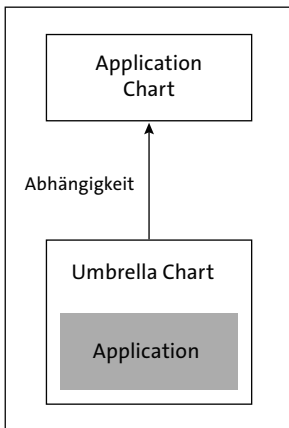 Application
Chart
Abhängigkeit
Umbrella Chart
Application